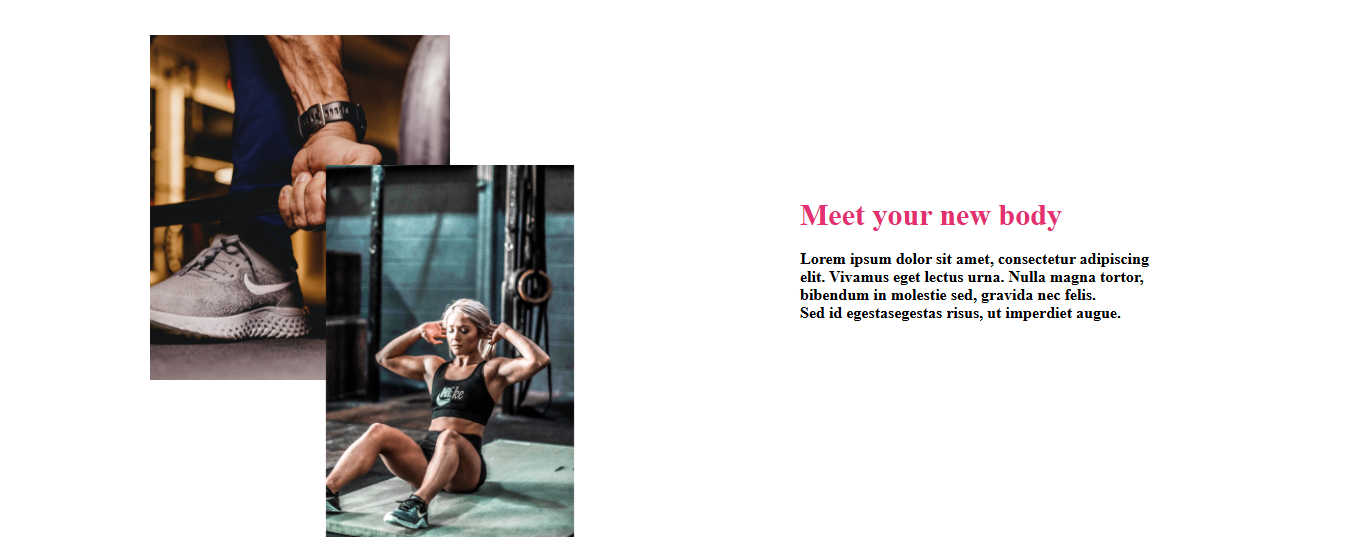 Meet your new body
Lorem ipsum dolor sit amet, consectetur adipiscing
elit. Vivamus eget lectus urna. Nulla magna tortor,
bibendum in molestie sed, gravida nec felis.
Sed id egestasegestas risus, ut imperdiet augue.
Nike